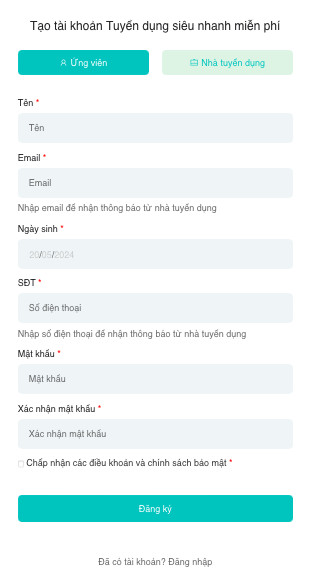 Tạo tài khoản Tuyển dụng siêu nhanh miễn phí
Ứng viên
Nhà tuyển dụng
Tên *
Tên
Email *
Email
Nhập email để nhận thông báo từ nhà tuyển dụng
Ngày sinh *
20/05/2024
SĐT *
Số điện thoại
Nhập số điện thoại để nhận thông báo từ nhà tuyển dụng
Mật khẩu *
Mật khẩu
Xác nhận mật khẩu *
Xác nhận mật khẩu
Chấp nhận các điều khoản và chính sách bảo mật *
Đăng ký
Đã có tài khoản? Đăng nhập